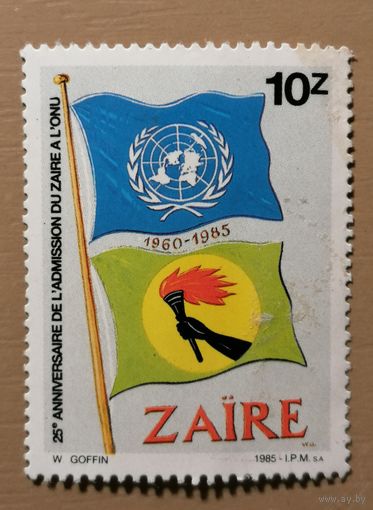 10Z
25e ANNIVERSAIRE DE L'ADMISSION DU ZAIRE A L'ONU
1960-1985
ZAÏRE
W GOFFIN
1985 - I.P.M. S.A
www.ay.by